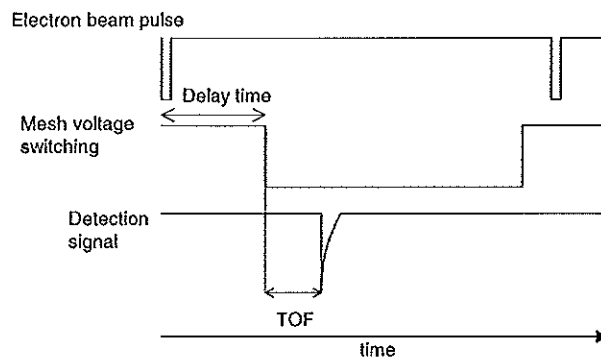 Electron beam pulse
Delay time
Mesh voltage
switching
Detection
signal
TOF
time